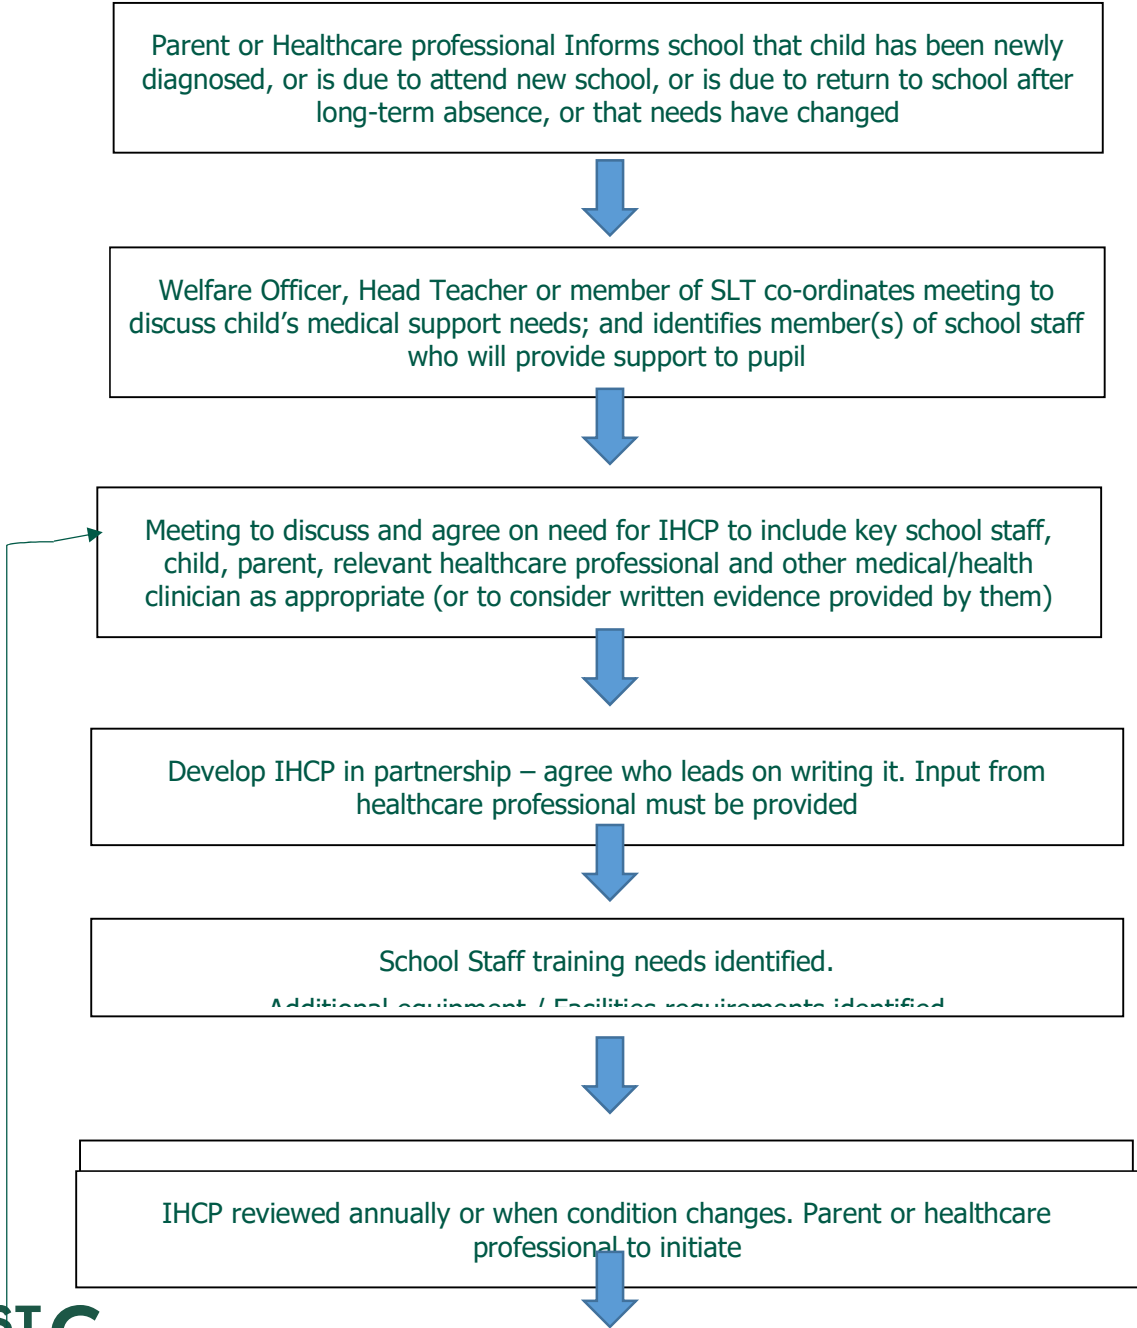 Parent or Healthcare professional Informs school that child has been newly
diagnosed, or is due to attend new school, or is due to return to school after
long-term absence, or that needs have changed
Welfare Officer, Head Teacher or member of SLT co-ordinates meeting to
discuss child’s medical support needs; and identifies member(s) of school staff
who will provide support to pupil
Meeting to discuss and agree on need for IHCP to include key school staff,
child, parent, relevant healthcare professional and other medical/health
clinician as appropriate (or to consider written evidence provided by them)
Develop IHCP in partnership – agree who leads on writing it. Input from
healthcare professional must be provided
School Staff training needs identified.
Additional equipment / Facilities requirements identified
IHCP reviewed annually or when condition changes. Parent or healthcare
professional to initiate